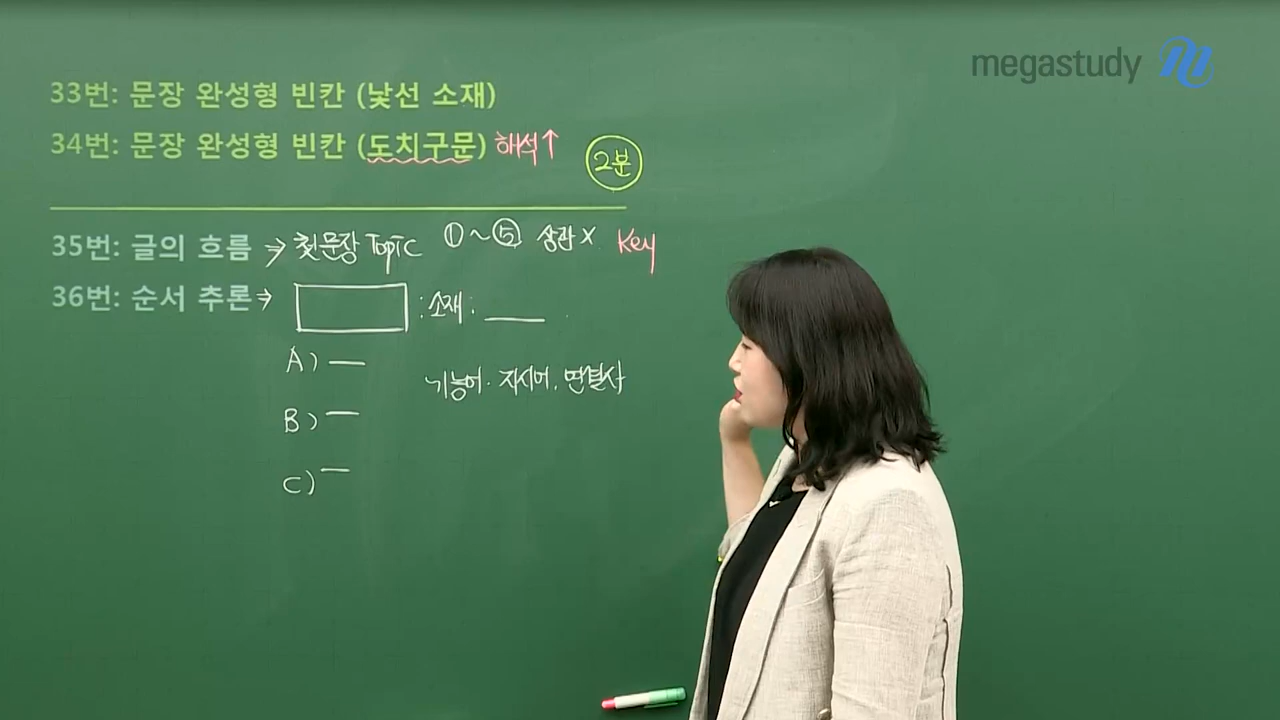 megastudy
33번: 문장 완성형 빈칸 (낯선 소재)
34번: 문장 완성형 빈칸 (도치구문) 해석↑
2분
35번: 글의 흐름 → 첫문장 Topic ①~⑤ 상관 X Key
36번: 순서 추론 → : 소재 :
A)
기능어. 지시어. 연결사
B)
C)